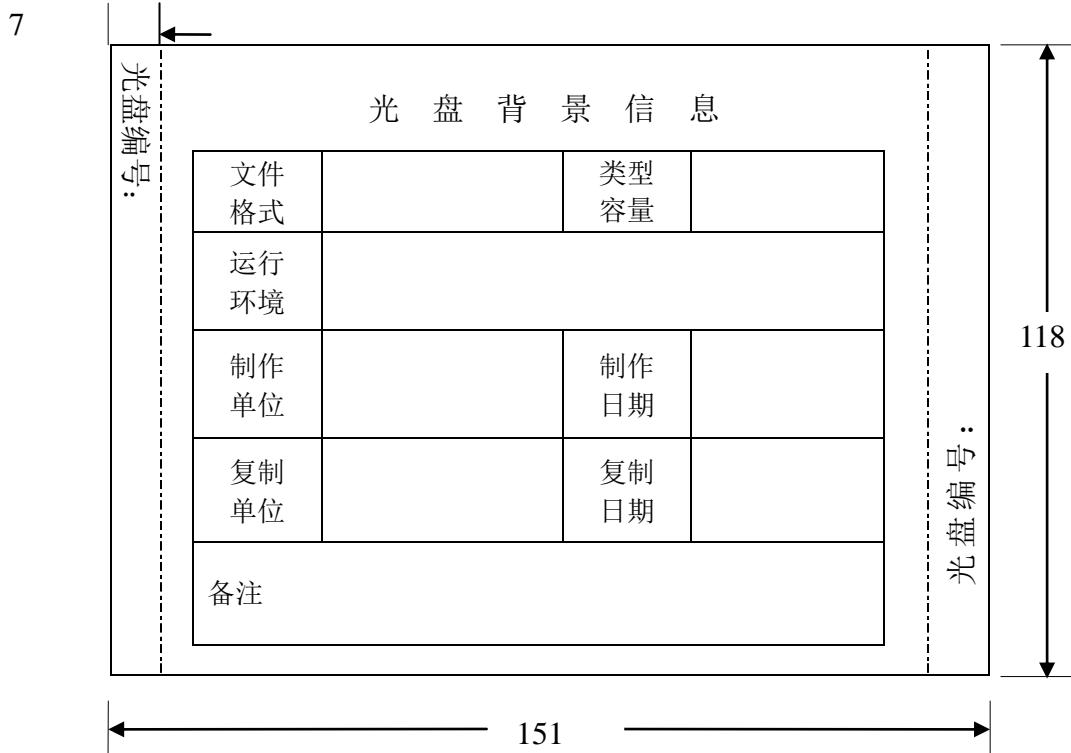 7
光盘编号:
光盘背景信息
文件
格式
类型
容量
运行
环境
制作
单位
制作
日期
复制
单位
复制
日期
备注
光盘编号:
118
151